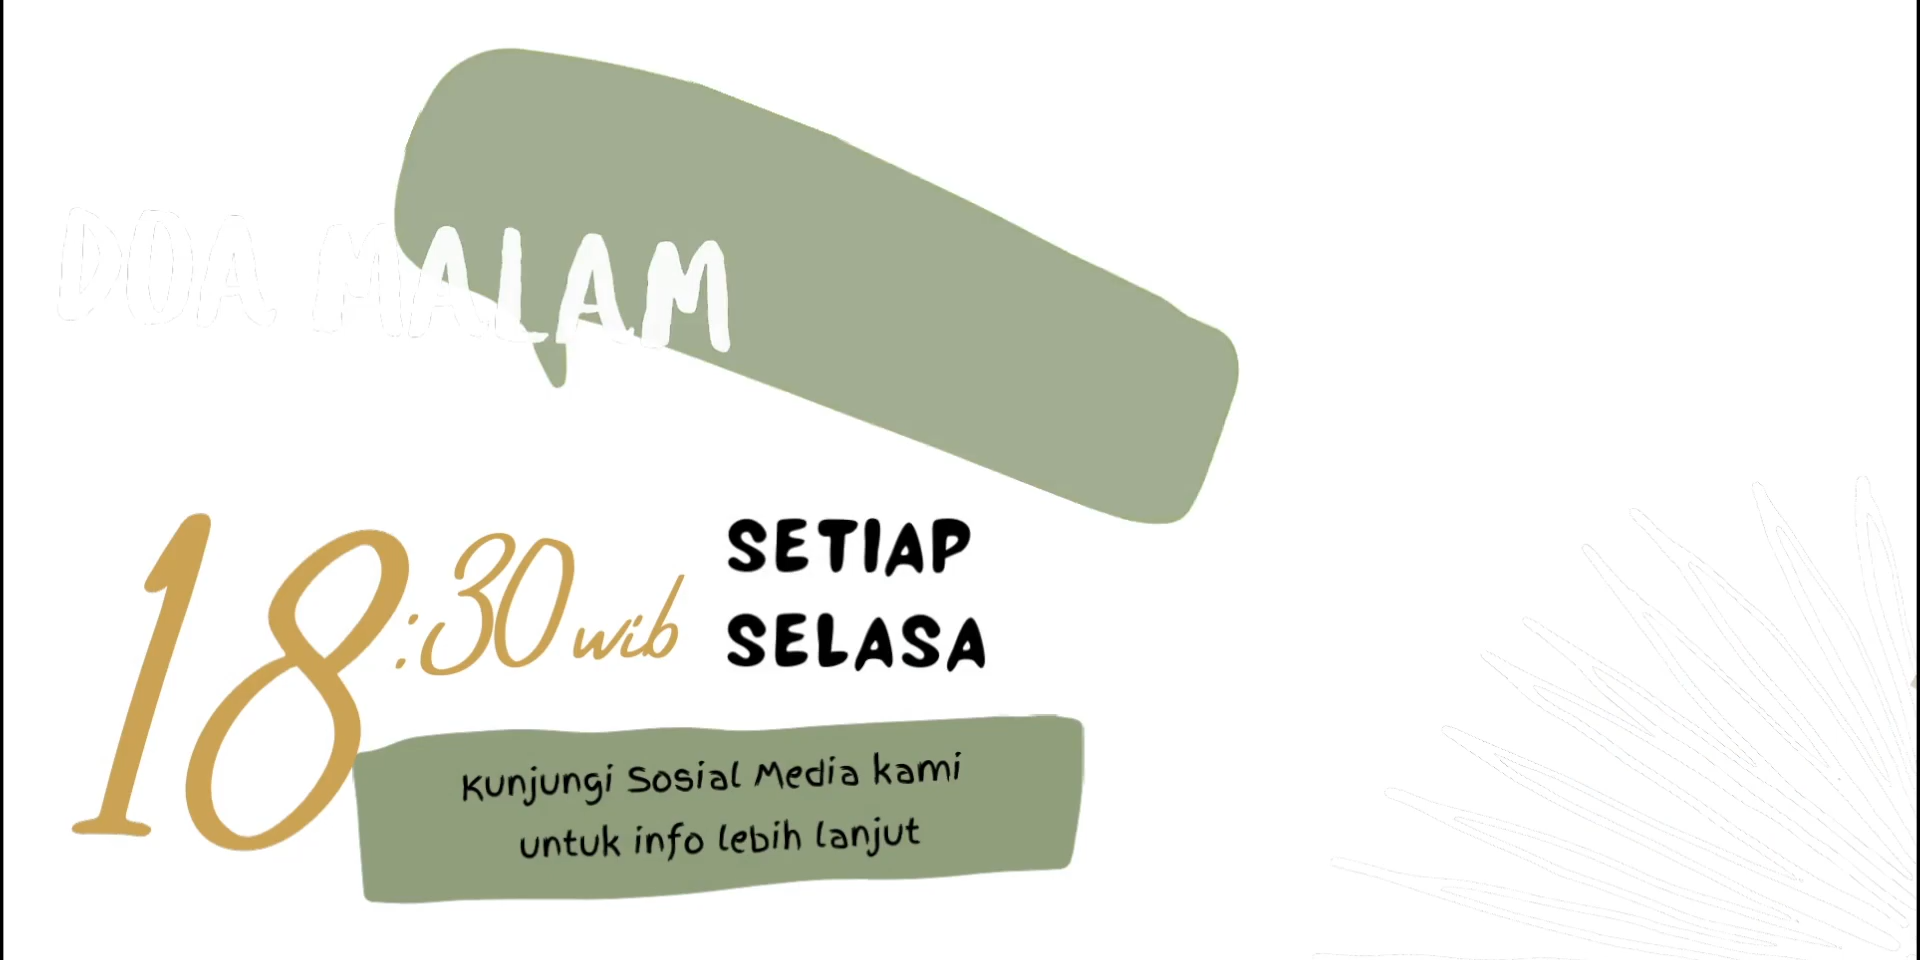 DOA MALAM
18:30 wib
SETIAP
SELASA
Kunjungi Sosial Media kami
untuk info lebih lanjut